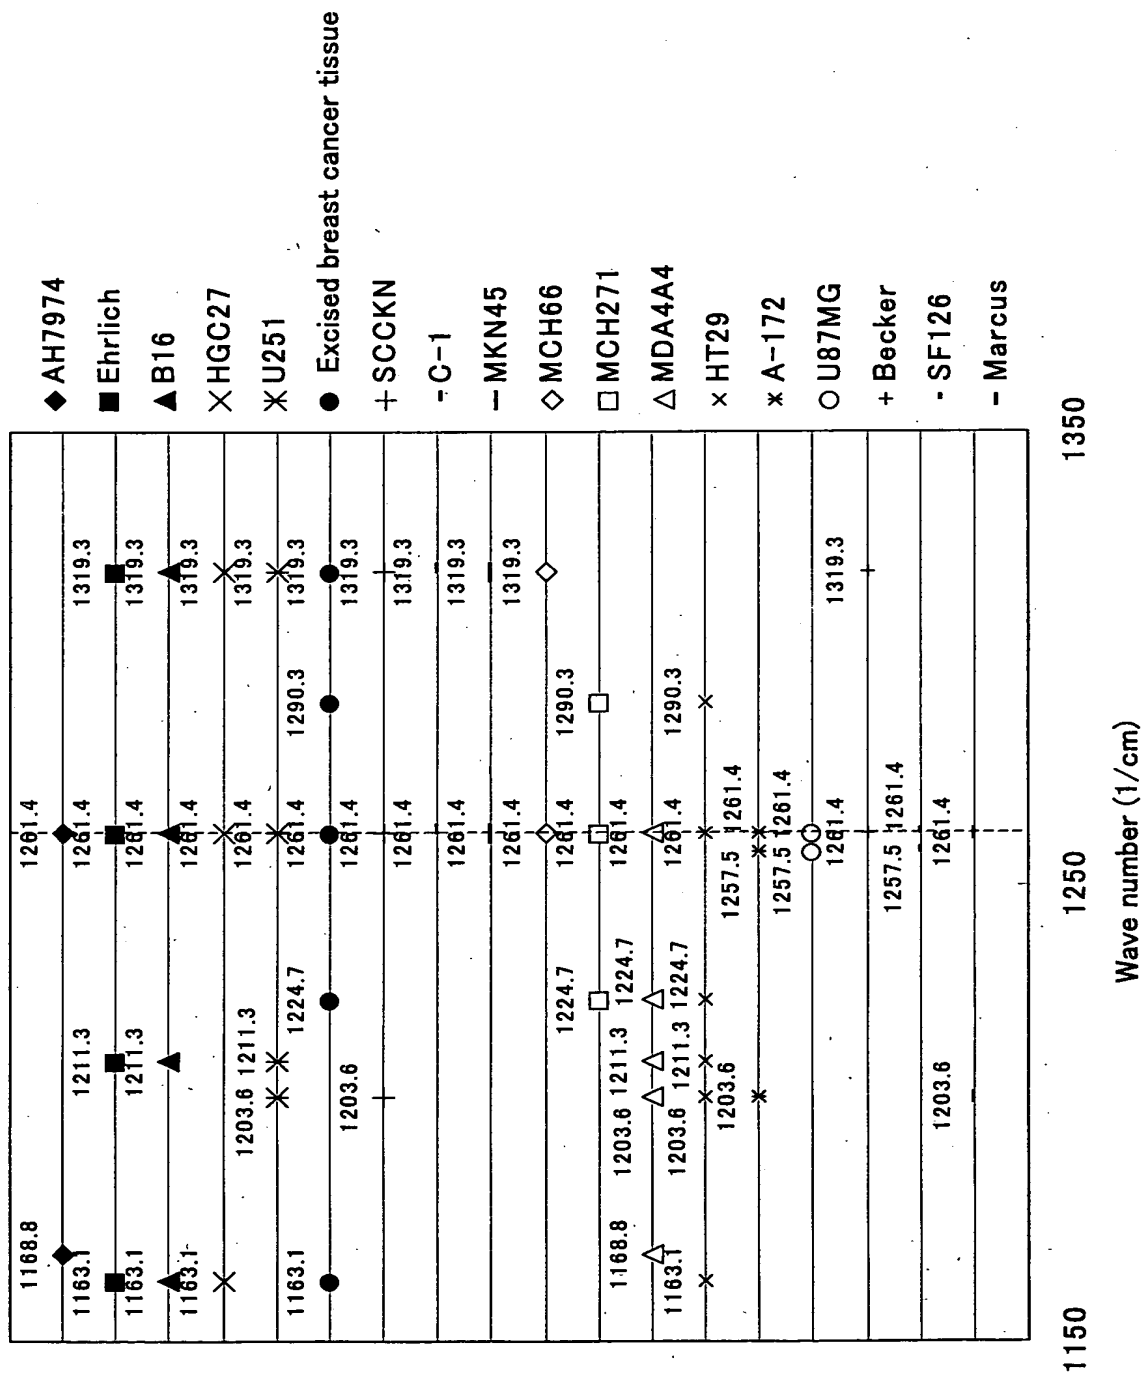 1168.8 1261.4
AH7974
1163.1 1211.3 1261.4 1319.3
Ehrlich
1163.1 1211.3 1261.4 1319.3
B16
1163.1 1261.4 1319.3
HGC27
1203.6 1211.3 1261.4 1319.3
U251
1163.1 1224.7 1261.4 1290.3 1319.3
Excised breast cancer tissue
1203.6 1261.4 1319.3
SCCKN
1261.4 1319.3
C-1
1261.4 1319.3
MKN45
1261.4 1319.3
MCH66
1224.7 1261.4 1290.3
MCH271
1168.8 1203.6 1211.3 1224.7 1261.4
MDA4A4
1163.1 1203.6 1211.3 1224.7 1261.4 1290.3
HT29
1203.6 1257.5 1261.4
A-172
1257.5 1261.4
U87MG
1261.4 1319.3
Becker
1257.5 1261.4
SF126
1203.6 1261.4
Marcus
1150 1250 1350
Wave number (1/cm)